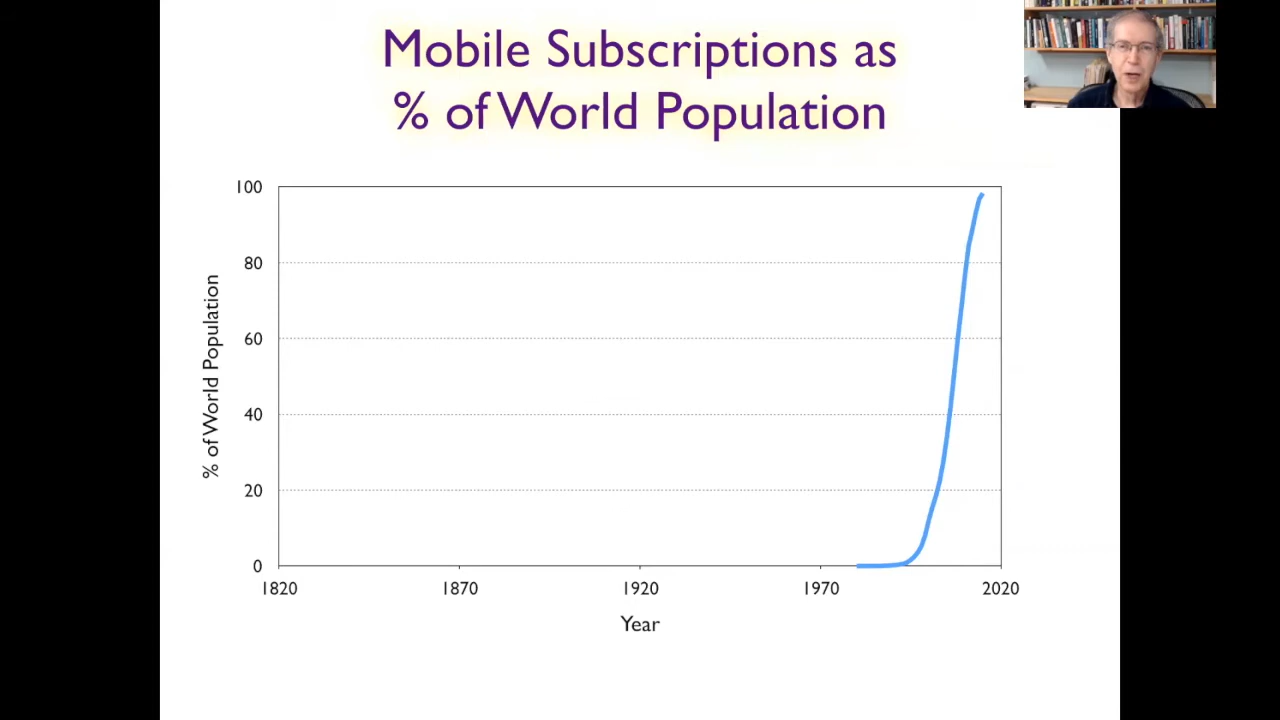 Mobile Subscriptions as
% of World Population
100
80
60
40
20
0
% of World Population
1820 1870 1920 1970 2020
Year